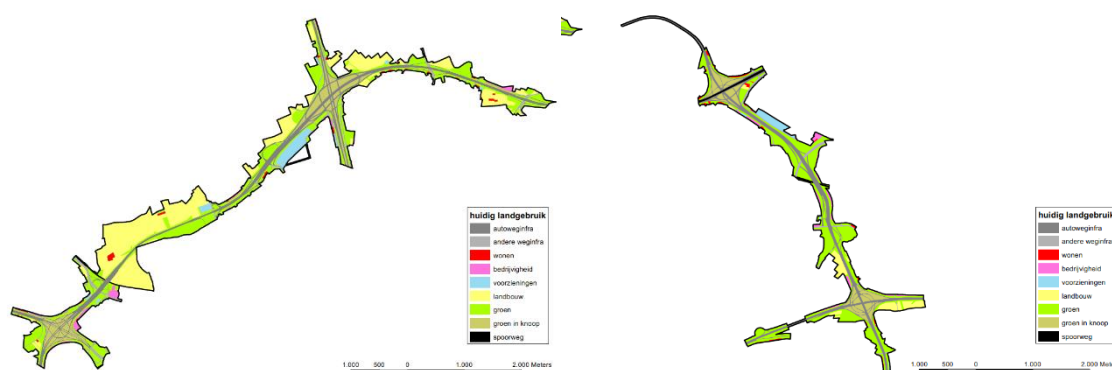 huidig landgebruik
autoweginfra
andere weginfra
wonen
bedrijvigheid
voorzieningen
landbouw
groen
groen in knoop
spoorweg
1.000 500 0 1.000 2.000 Meters
huidig landgebruik
autoweginfra
andere weginfra
wonen
bedrijvigheid
voorzieningen
landbouw
groen
groen in knoop
spoorweg
1.000 500 0 1.000 2.000 Mete